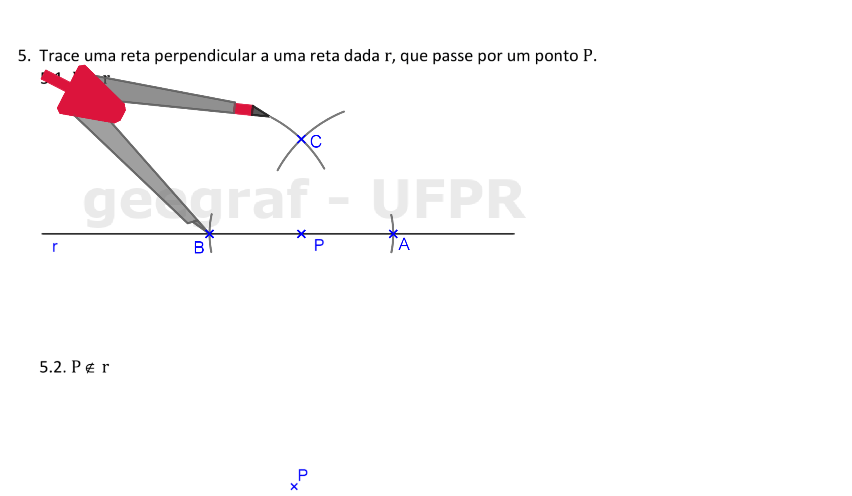 5. Trace uma reta perpendicular a uma reta dada r, que passe por um ponto P.
C
geograf - UFPR
r B P A
5.2. P ∉ r
P